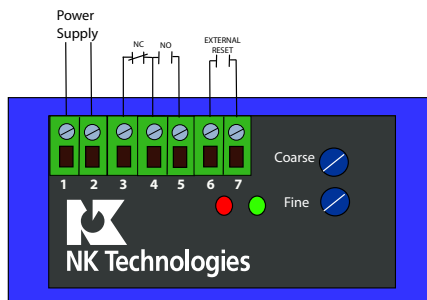 Power
Supply
NC
NO
EXTERNAL
RESET
1 2 3 4 5 6 7
Coarse
Fine
NK Technologies